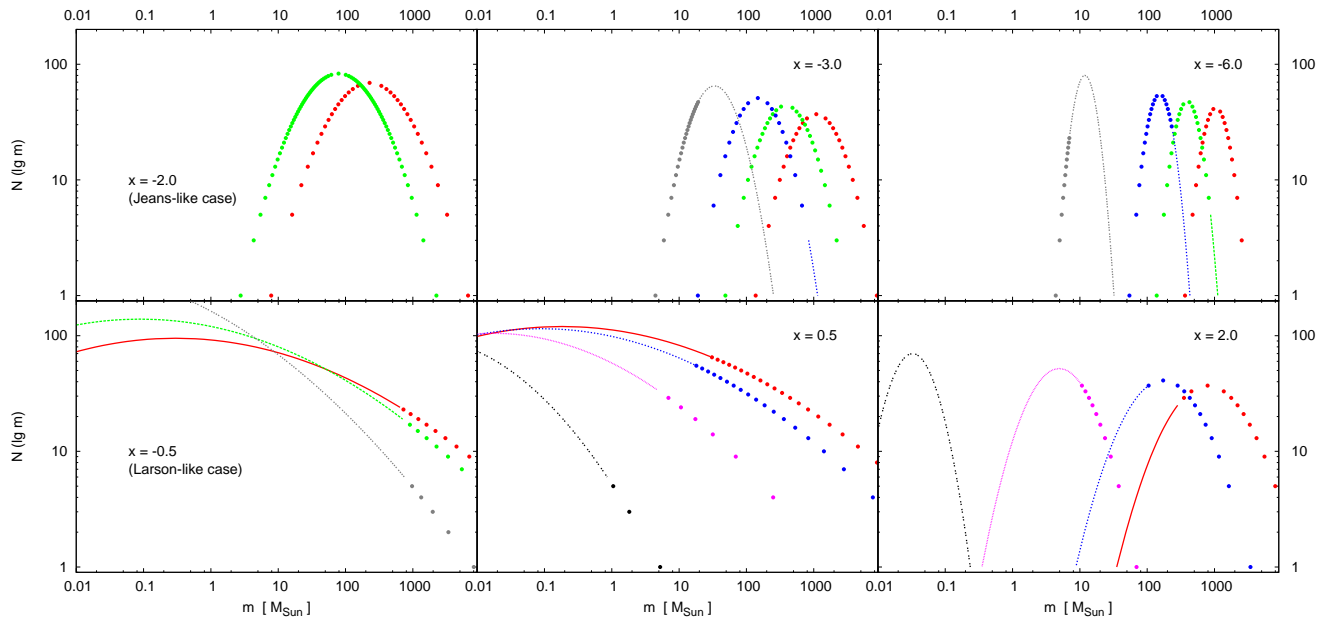 0.01 0.1 1 10 100 1000 0.01 0.1 1 10 100 1000 0.01 0.1 1 10 100 1000
100 100
10 10
1 1
N (lg m)
x = -2.0
(Jeans-like case)
x = -3.0
x = -6.0
100 100
10 10
1 1
N (lg m)
x = -0.5
(Larson-like case)
x = 0.5
x = 2.0
0.01 0.1 1 10 100 1000 0.01 0.1 1 10 100 1000 0.01 0.1 1 10 100 1000
m [ M_Sun ] m [ M_Sun ] m [ M_Sun ]